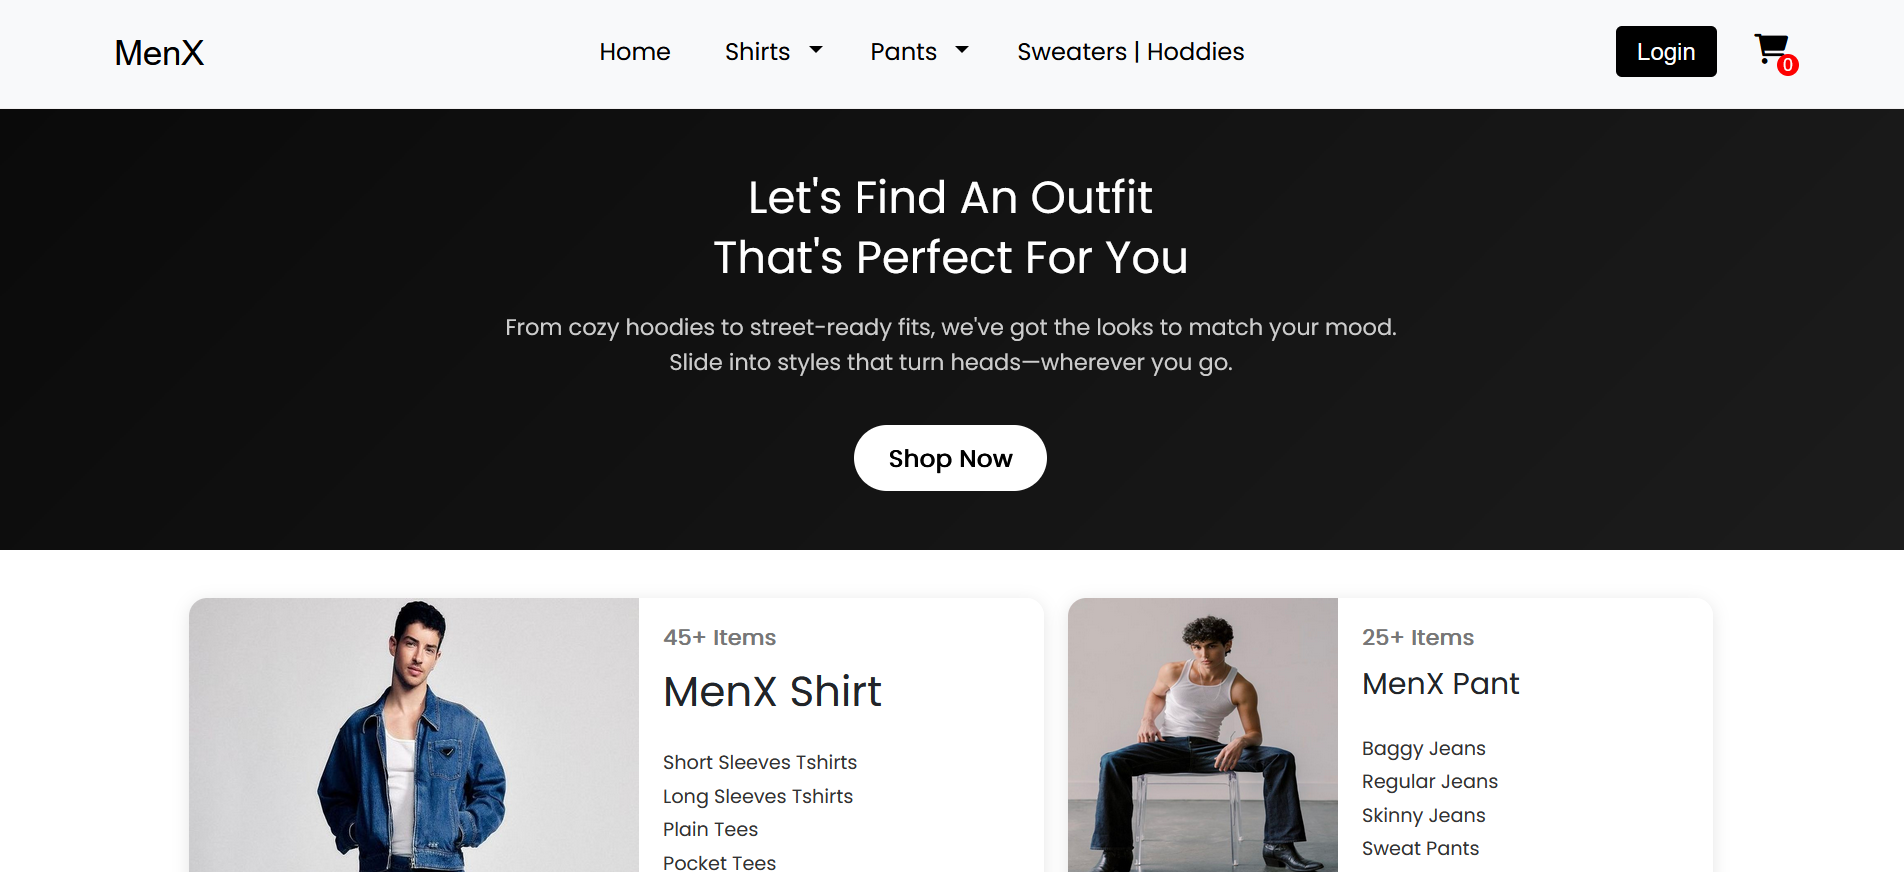 MenX
Home
Shirts
Pants
Sweaters | Hoddies
Login
0
Let's Find An Outfit
That's Perfect For You
From cozy hoodies to street-ready fits, we've got the looks to match your mood.
Slide into styles that turn heads—wherever you go.
Shop Now
45+ Items
MenX Shirt
Short Sleeves Tshirts
Long Sleeves Tshirts
Plain Tees
Pocket Tees
25+ Items
MenX Pant
Baggy Jeans
Regular Jeans
Skinny Jeans
Sweat Pants